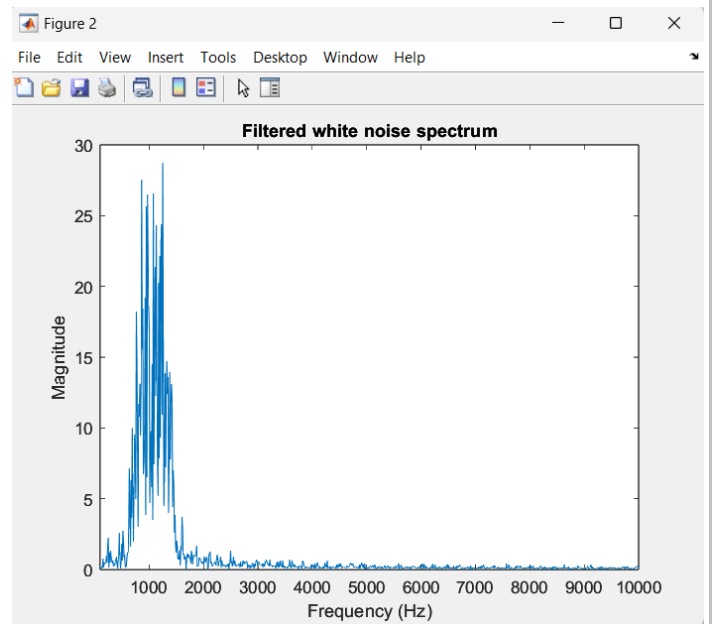 Figure 2
File Edit View Insert Tools Desktop Window Help
Filtered white noise spectrum
30
25
20
15
10
5
0
Magnitude
1000 2000 3000 4000 5000 6000 7000 8000 9000 10000
Frequency (Hz)